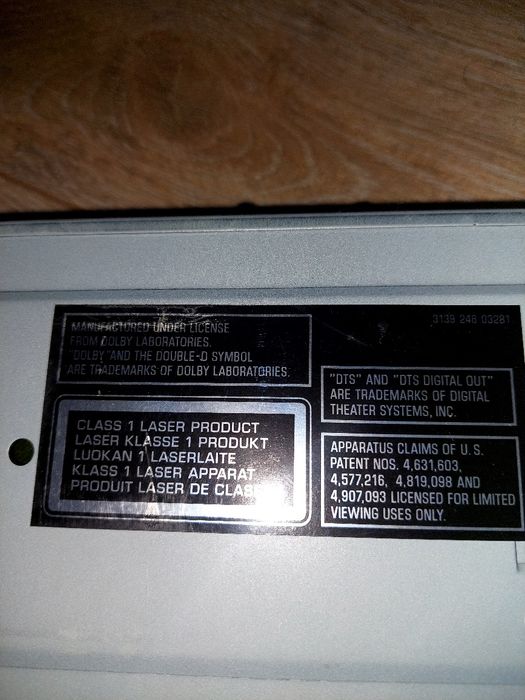 MANUFACTURED UNDER LICENSE
FROM DOLBY LABORATORIES.
"DOLBY" AND THE DOUBLE-D SYMBOL
ARE TRADEMARKS OF DOLBY LABORATORIES.
CLASS 1 LASER PRODUCT
LASER KLASSE 1 PRODUKT
LUOKAN 1 LASERLAITE
KLASS 1 LASER APPARAT
PRODUIT LASER DE
3139 246 03281
"DTS" AND "DTS DIGITAL OUT"
ARE TRADEMARKS OF DIGITAL
THEATER SYSTEMS, INC.
APPARATUS CLAIMS OF U.S.
PATENT NOS. 4,631,603,
4,577,216, 4,819,098 AND
4,907,093 LICENSED FOR LIMITED
VIEWING USES ONLY.